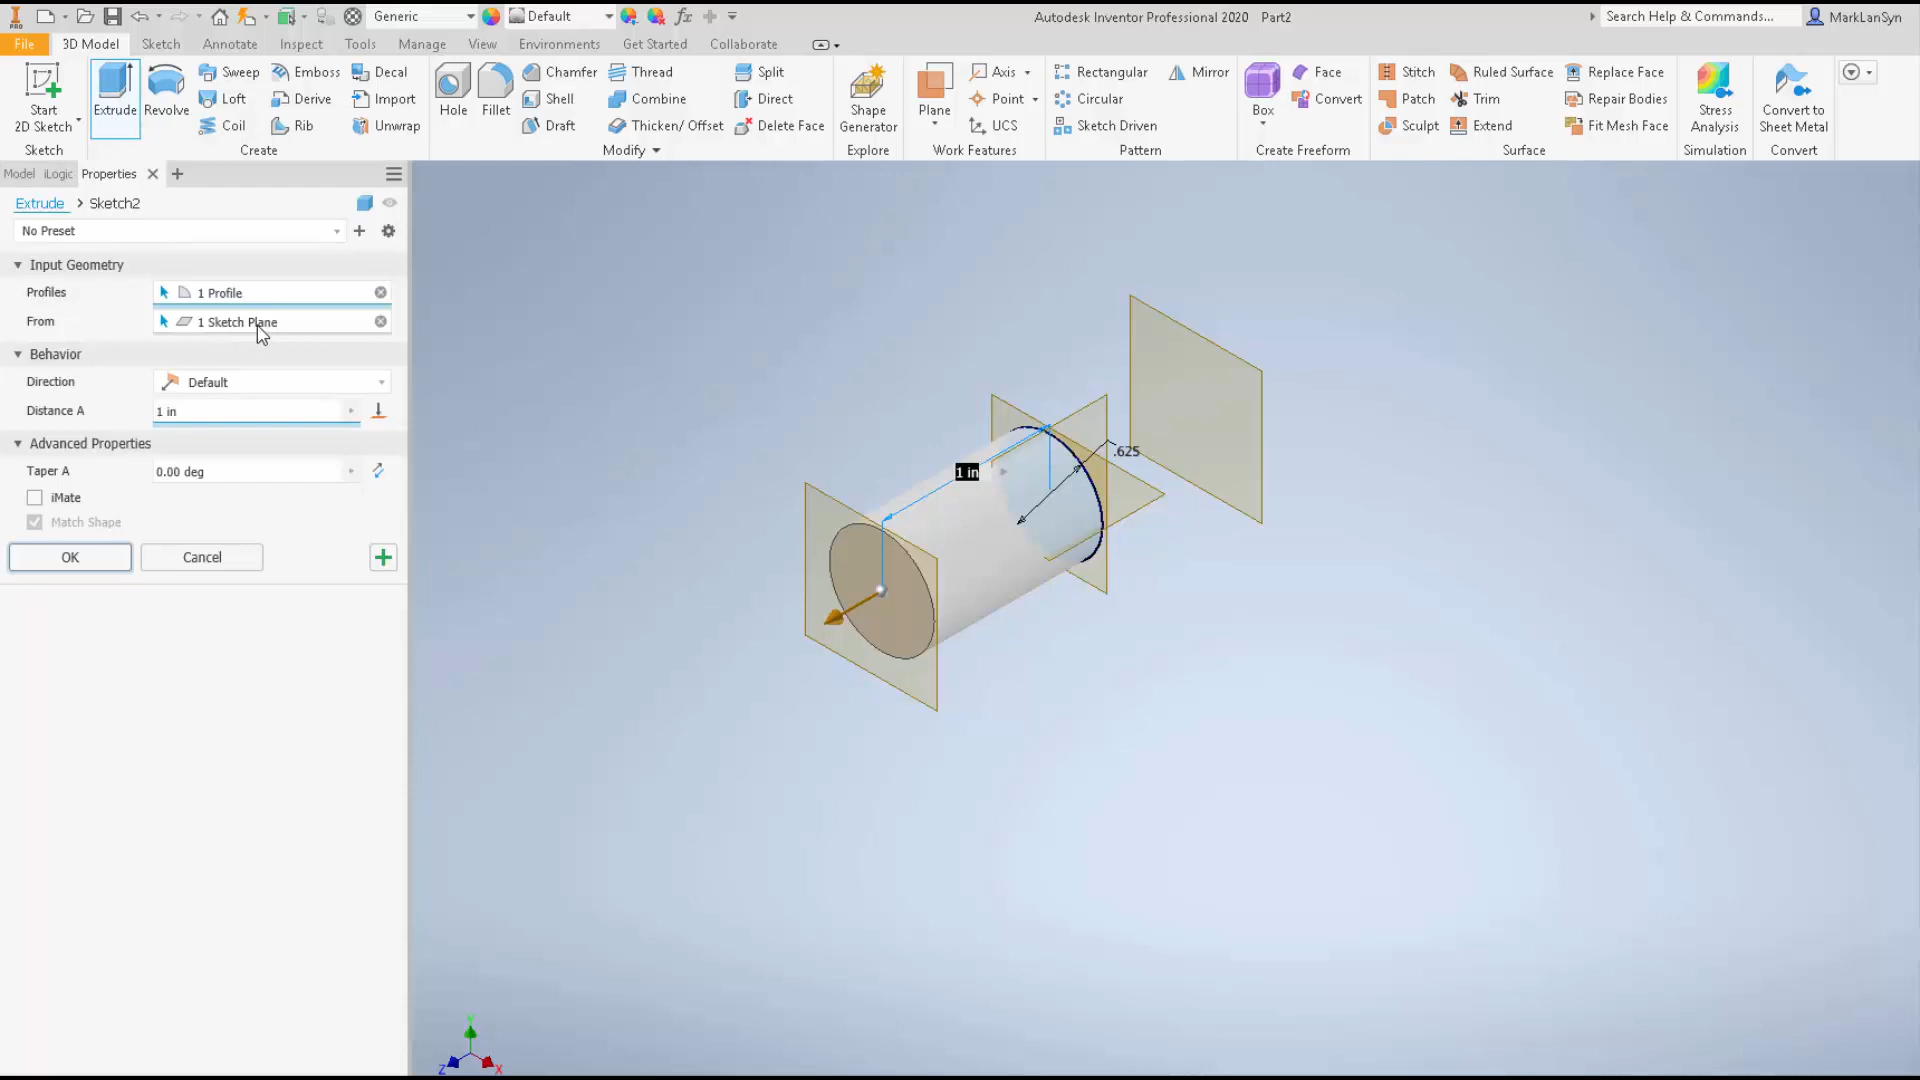 Generic
Default
fx
Autodesk Inventor Professional 2020 Part2
Search Help & Commands...
MarkLanSyn
PRO
File
3D Model
Sketch
Annotate
Inspect
Tools
Manage
View
Environments
Get Started
Collaborate
Start
2D Sketch
Sketch
Extrude
Revolve
Sweep
Loft
Coil
Emboss
Derive
Rib
Decal
Import
Unwrap
Create
Hole
Fillet
Chamfer
Shell
Draft
Thread
Combine
Thicken/ Offset
Split
Direct
Delete Face
Modify
Shape
Generator
Explore
Plane
Axis
Point
UCS
Work Features
Rectangular
Circular
Sketch Driven
Mirror
Pattern
Box
Face
Convert
Create Freeform
Stitch
Patch
Sculpt
Ruled Surface
Trim
Extend
Replace Face
Repair Bodies
Fit Mesh Face
Surface
Stress
Analysis
Simulation
Convert to
Sheet Metal
Convert
Model
iLogic
Properties
Extrude > Sketch2
No Preset
Input Geometry
Profiles
1 Profile
From
1 Sketch Plane
Behavior
Direction
Default
Distance A
1 in
Advanced Properties
Taper A
0.00 deg
iMate
Match Shape
OK
Cancel
1 in
.625
Y
Z
X